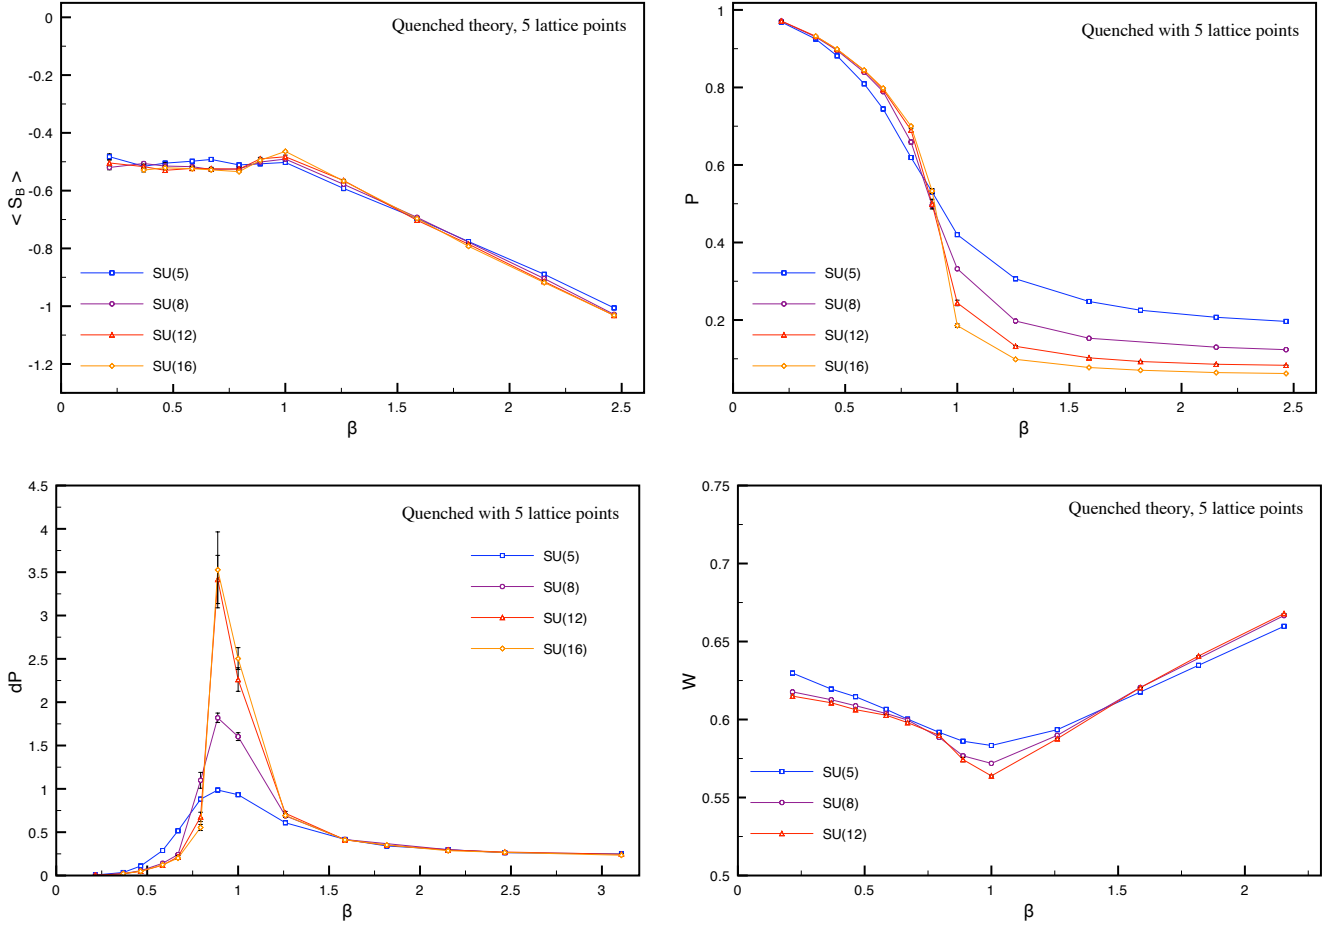 Quenched theory, 5 lattice points
0
-0.2
-0.4
-0.6
-0.8
-1
-1.2
< S_B >
SU(5)
SU(8)
SU(12)
SU(16)
0
0.5
1
1.5
2
2.5
β
Quenched with 5 lattice points
1
0.8
0.6
0.4
0.2
P
SU(5)
SU(8)
SU(12)
SU(16)
0
0.5
1
1.5
2
2.5
β
4.5
4
3.5
3
2.5
2
1.5
1
0.5
0
dP
Quenched with 5 lattice points
SU(5)
SU(8)
SU(12)
SU(16)
0
0.5
1
1.5
2
2.5
3
β
0.75
0.7
0.65
0.6
0.55
0.5
W
Quenched theory, 5 lattice points
SU(5)
SU(8)
SU(12)
0
0.5
1
1.5
2
β